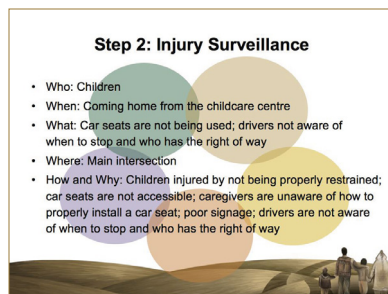 Step 2: Injury Surveillance
• Who: Children
• When: Coming home from the childcare centre
• What: Car seats are not being used; drivers not aware of
when to stop and who has the right of way
• Where: Main intersection
• How and Why: Children injured by not being properly restrained;
car seats are not accessible; caregivers are unaware of how to
properly install a car seat; poor signage; drivers are not aware
of when to stop and who has the right of way